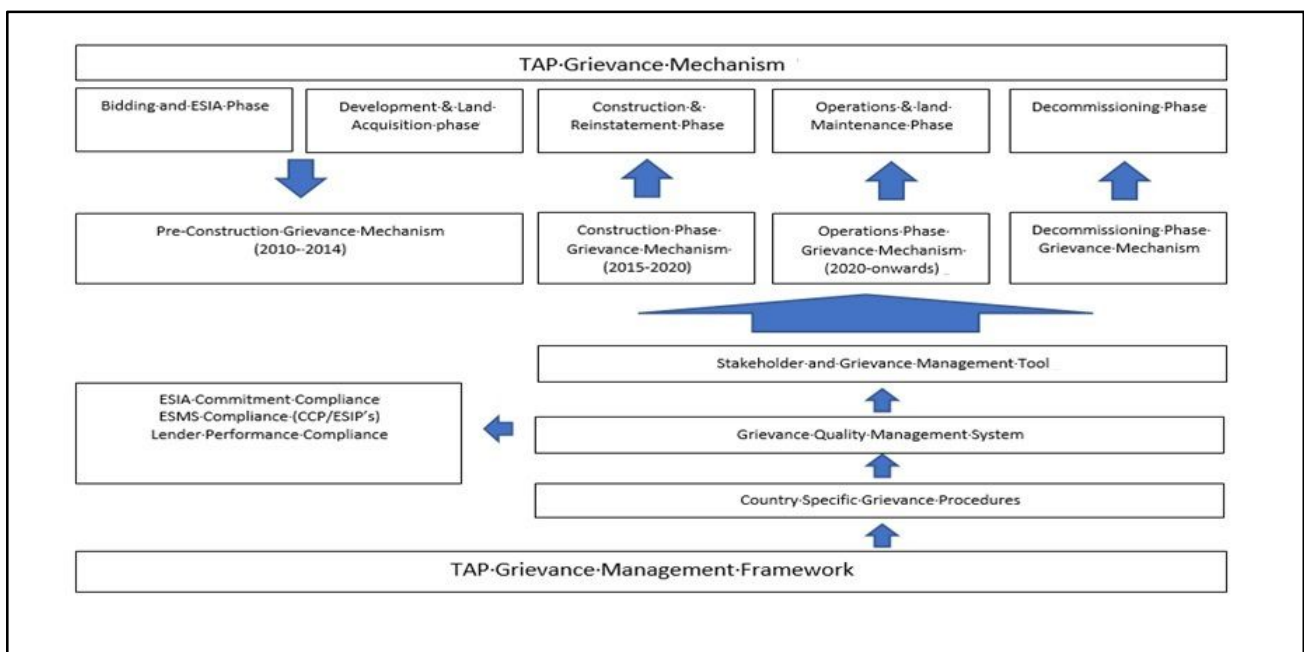 TAP Grievance Mechanism
Bidding and ESIA Phase
Development & Land
Acquisition phase
Construction &
Reinstatement Phase
Operations & land
Maintenance Phase
Decommissioning Phase
Pre-Construction Grievance Mechanism
(2010--2014)
Construction Phase
Grievance Mechanism
(2015-2020)
Operations Phase
Grievance Mechanism
(2020-onwards)
Decommissioning Phase
Grievance Mechanism
Stakeholder and Grievance Management Tool
ESIA Commitment Compliance
ESMS Compliance (CCP/ESIP's)
Lender Performance Compliance
Grievance Quality Management System
Country Specific Grievance Procedures
TAP Grievance Management Framework